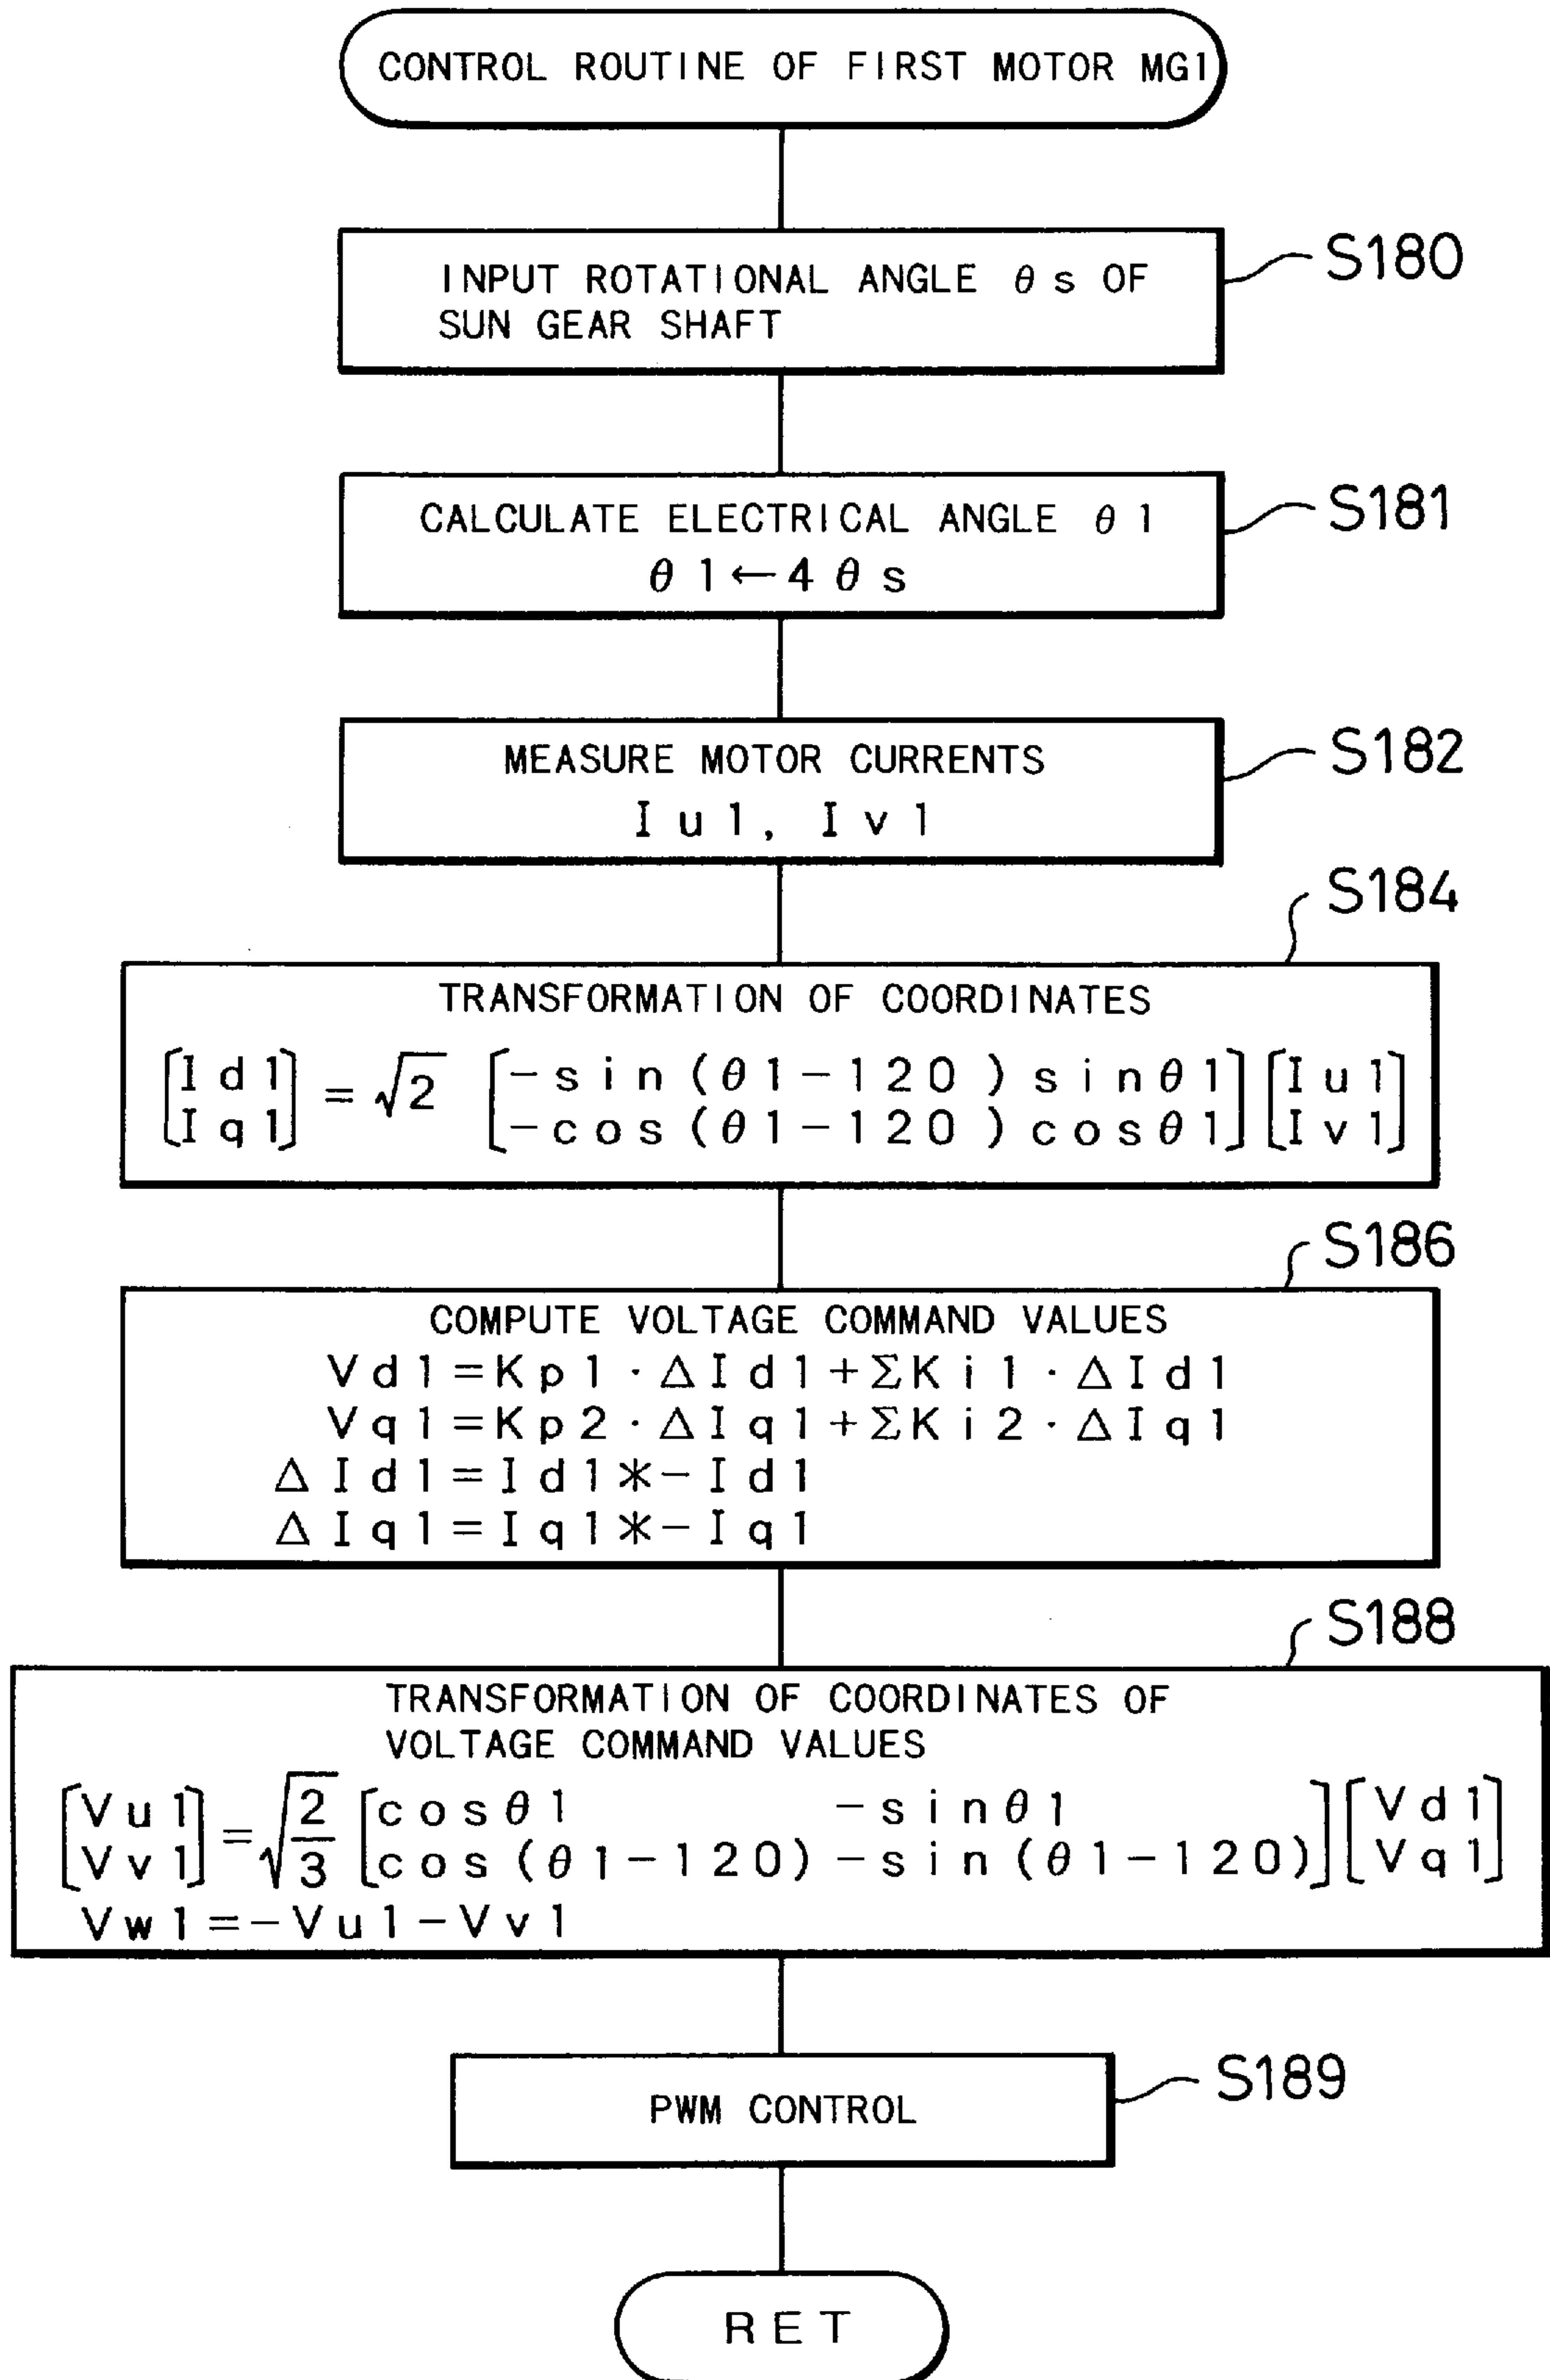 CONTROL ROUTINE OF FIRST MOTOR MG1
INPUT ROTATIONAL ANGLE θs OF
SUN GEAR SHAFT
S180
CALCULATE ELECTRICAL ANGLE θ1
θ1←4θs
S181
MEASURE MOTOR CURRENTS
Iu1, Iv1
S182
S184
TRANSFORMATION OF COORDINATES
[Id1] = √2 [-sin(θ1-120) sinθ1] [Iu1]
[Iq1] [-cos(θ1-120) cosθ1] [Iv1]
S186
COMPUTE VOLTAGE COMMAND VALUES
Vd1=Kp1·ΔId1+ΣKi1·ΔId1
Vq1=Kp2·ΔIq1+ΣKi2·ΔIq1
ΔId1=Id1*-Id1
ΔIq1=Iq1*-Iq1
S188
TRANSFORMATION OF COORDINATES OF
VOLTAGE COMMAND VALUES
[Vu1] = √2/3 [cosθ1 -sinθ1] [Vd1]
[Vv1] [cos(θ1-120) -sin(θ1-120)] [Vq1]
Vw1=-Vu1-Vv1
PWM CONTROL
S189
RET